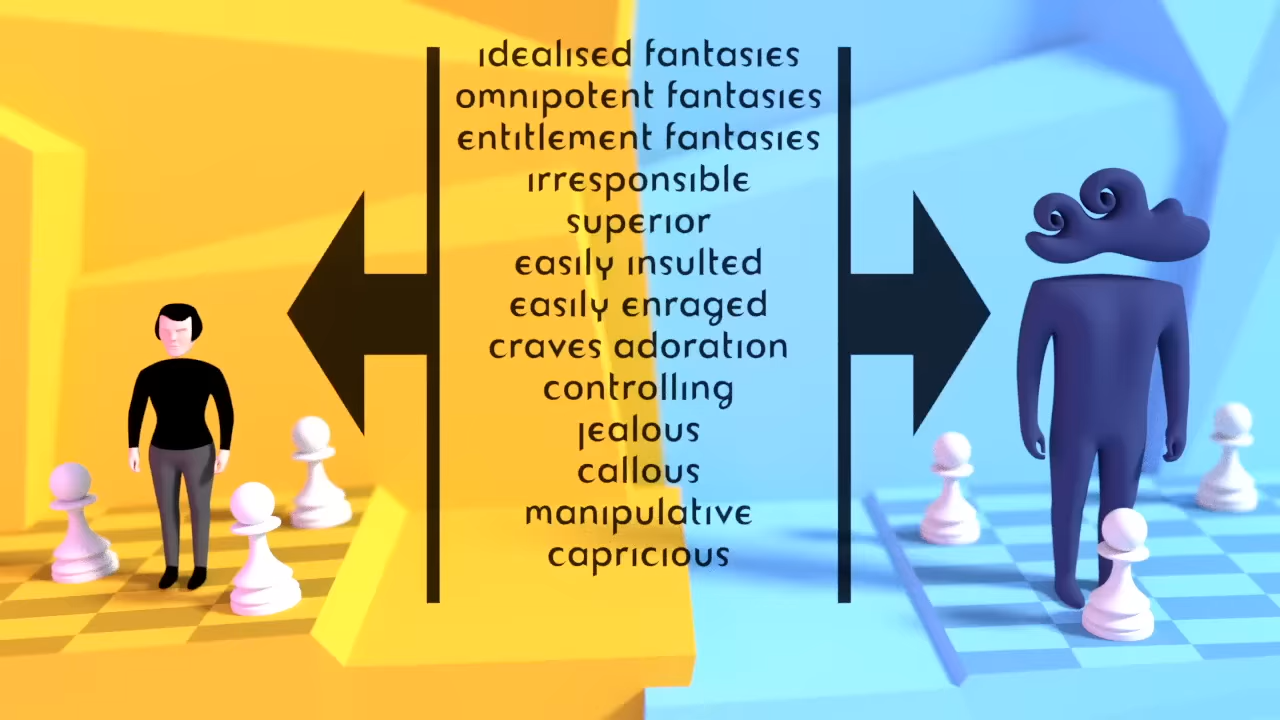 idealised fantasies
omnipotent fantasies
entitlement fantasies
irresponsible
superior
easily insulted
easily enraged
craves adoration
controlling
jealous
callous
manipulative
capricious